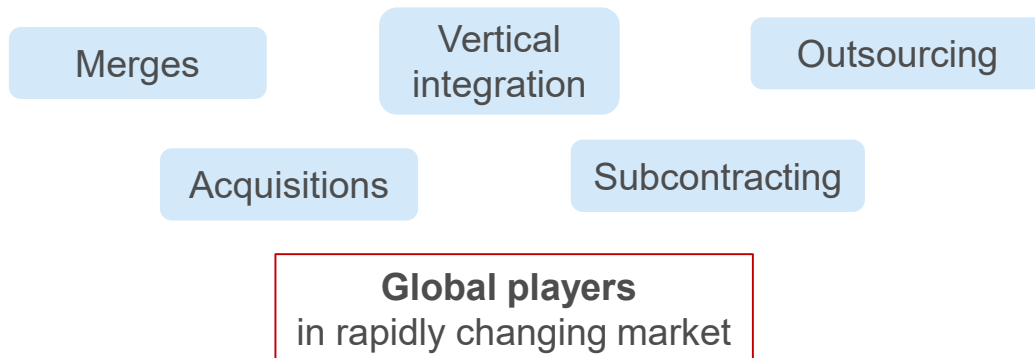 Merges
Vertical
integration
Outsourcing
Acquisitions
Subcontracting
Global players
in rapidly changing market